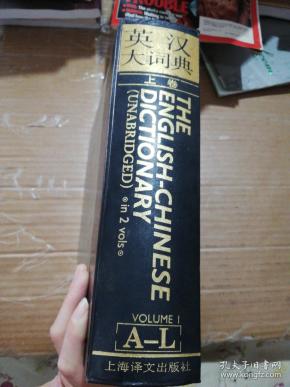 英汉
大词典
上卷
THE
ENGLISH-CHINESE
DICTIONARY
(UNABRIDGED)
in 2 vols
VOLUME I
A-L
上海译文出版社
孔夫子旧书网